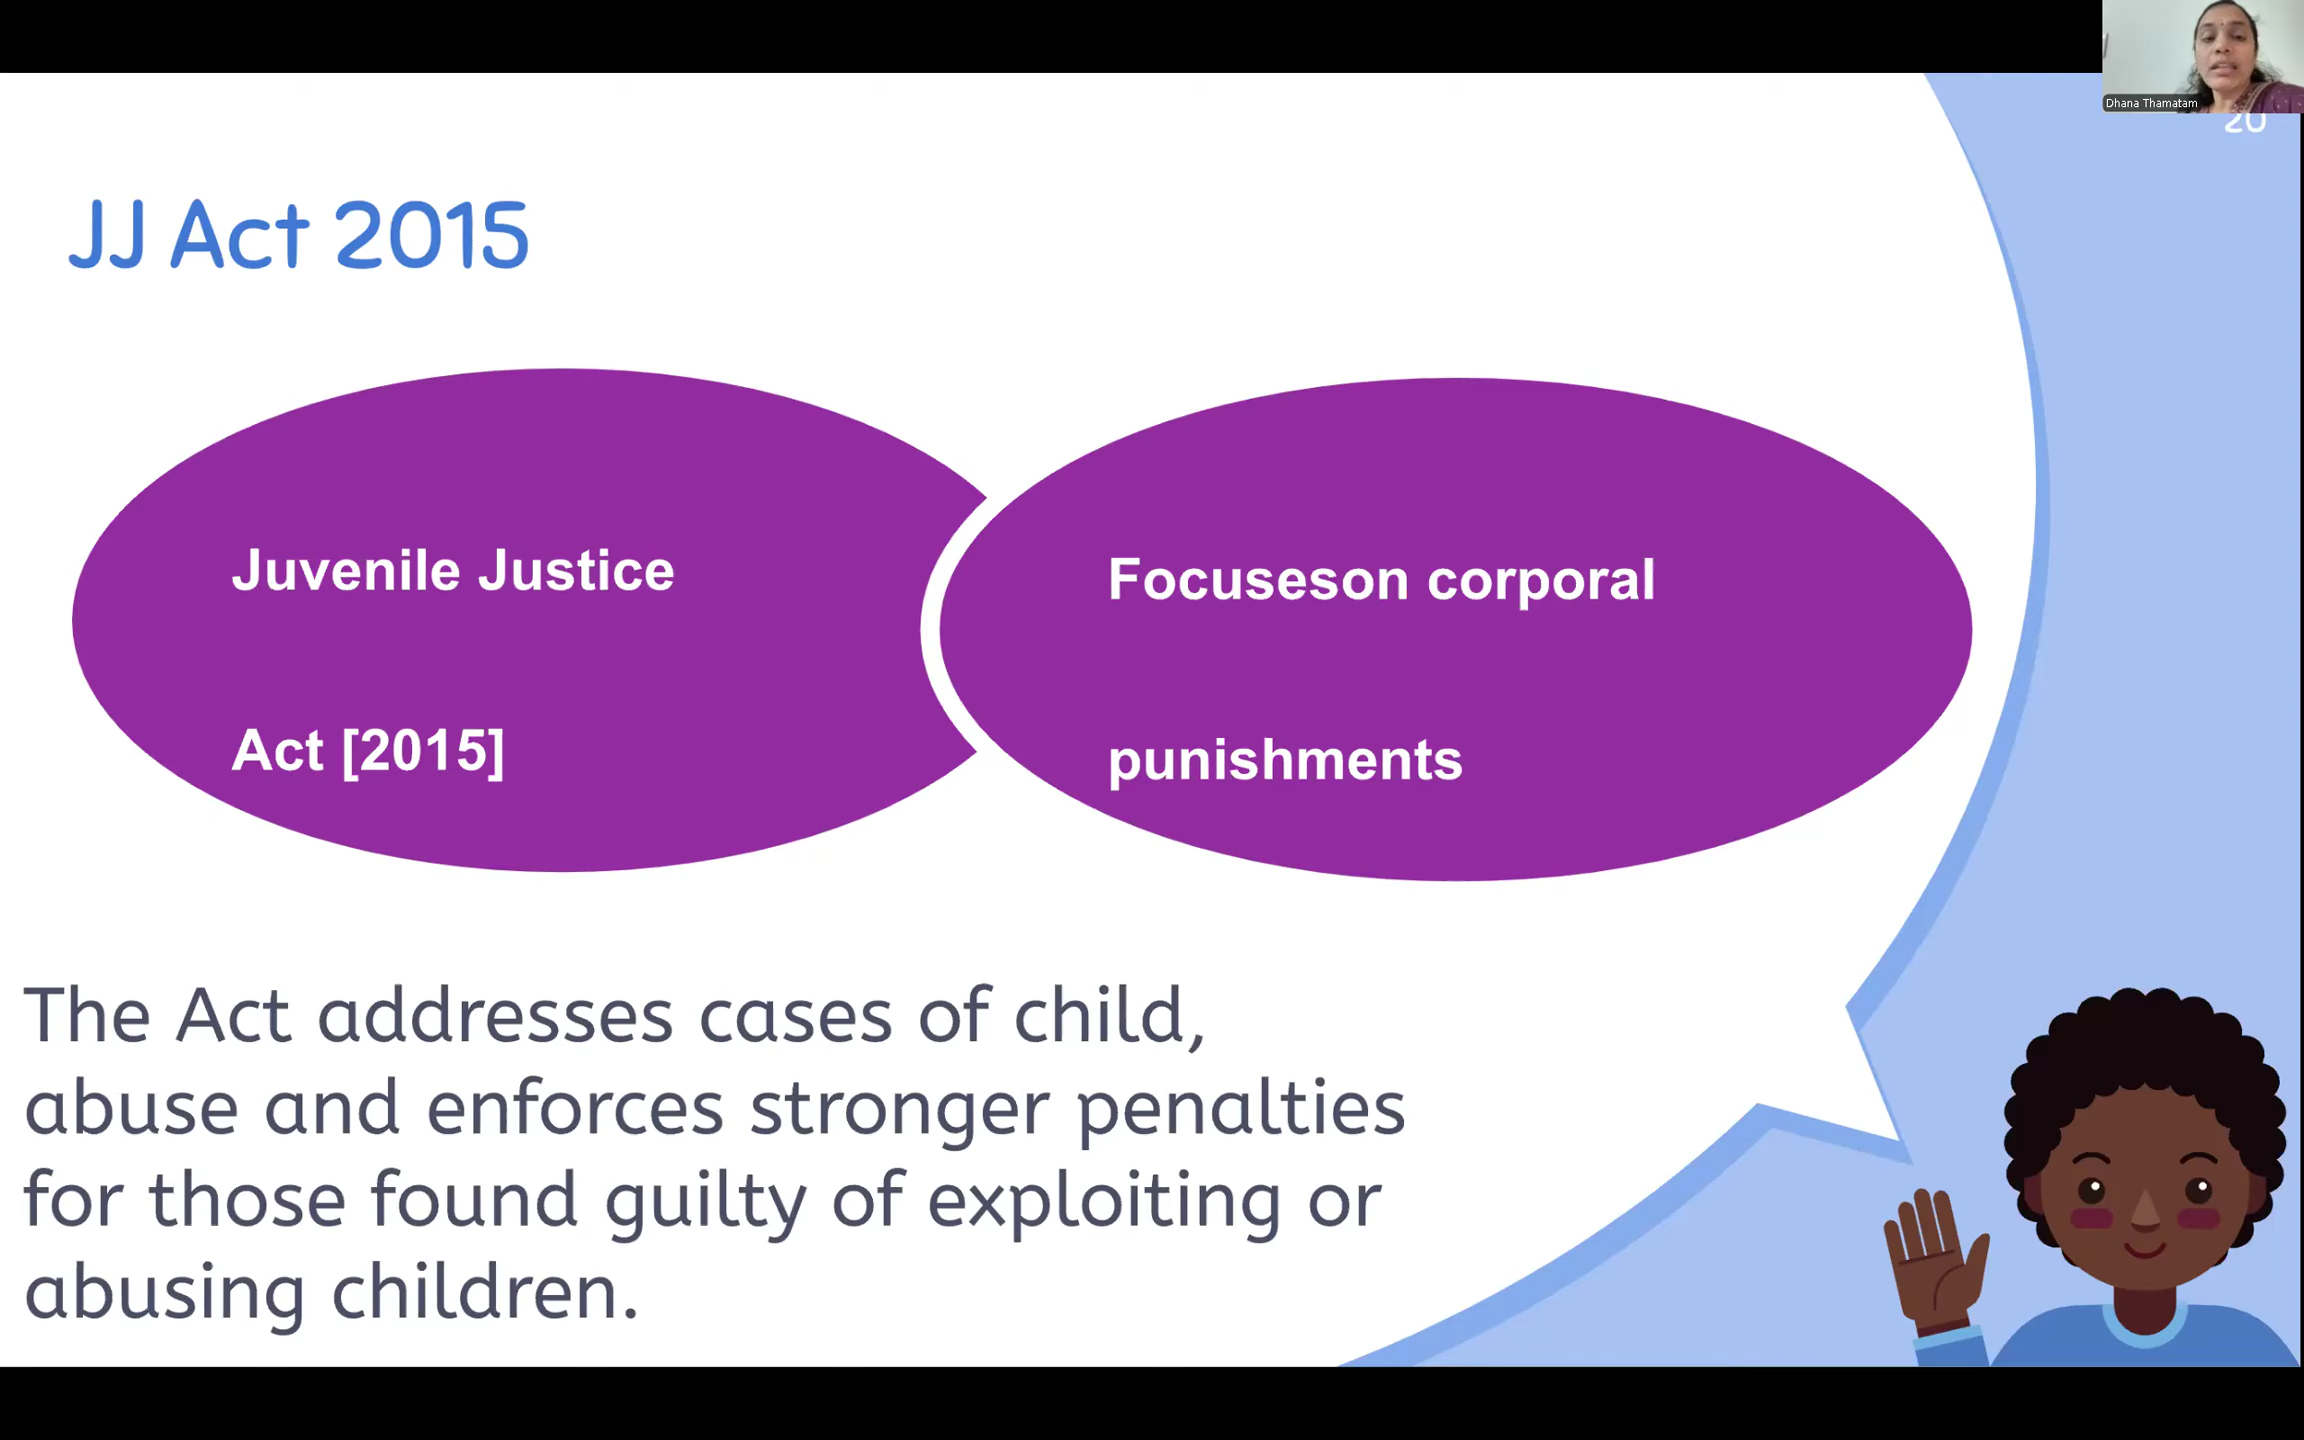 Dhana Thamatam
20
JJ Act 2015
Juvenile Justice
Act [2015]
Focuseson corporal
punishments
The Act addresses cases of child,
abuse and enforces stronger penalties
for those found guilty of exploiting or
abusing children.